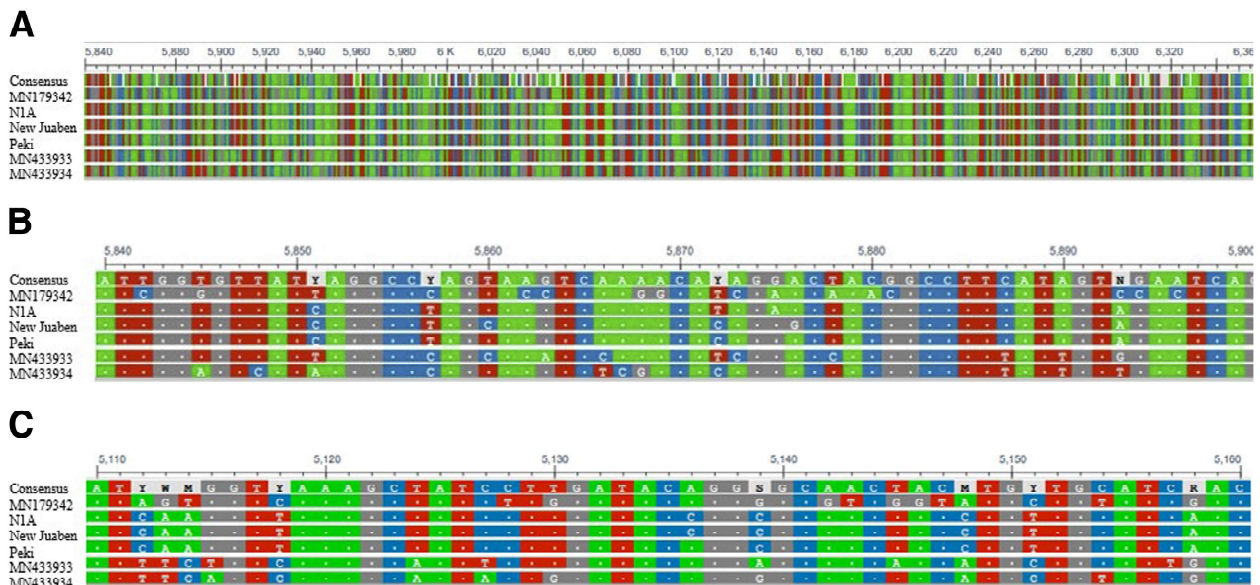 A
5,840 5,880 5,900 5,920 5,940 5,960 5,980 6 K 6,020 6,040 6,060 6,080 6,100 6,120 6,140 6,160 6,180 6,200 6,220 6,240 6,260 6,280 6,300 6,320 6,36
Consensus
MN179342
N1A
New Juaben
Peki
MN433933
MN433934
B
5,840 5,850 5,860 5,870 5,880 5,890 5,900
Consensus A T T G G T G T T A T Y A G G C C Y A G T A A G T C A A A A C A Y A G G A C T A C G G C C T T C A T A G T N G A A T C A G
MN179342 C G T C C C G G T C A A A C C C C
N1A C T T A A
New Juaben C T C C G A
Peki C T C A
MN433933 T C C A C T C C T T G
MN433934 A C A C T C G C T T T
C
5,110 5,120 5,130 5,140 5,150 5,100
Consensus A T Y W M G G T Y A A A G C T A T C C T T G A T A C A G G S G C A A C T A C M T G Y T G C A T C R A C
MN179342 A G T C T G G G T G G T A C T G
N1A C A A T C C C T A
New Juaben C A A T C C C T A
Peki C A A T C C T A
MN433933 T T C T C A T A A A C T G
MN433934 T T C A C A A G G A C T G